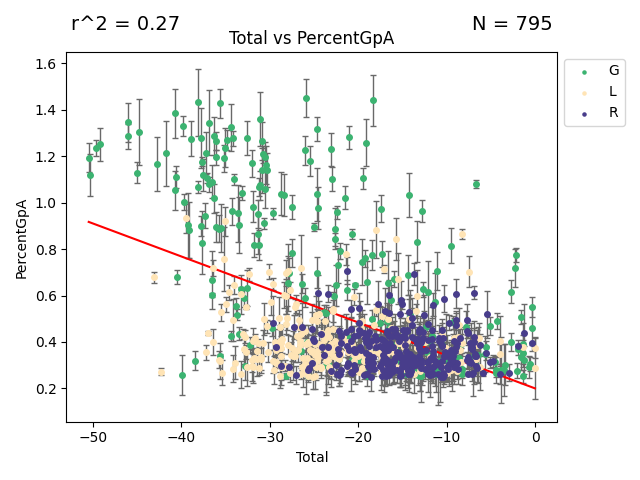 r^2 = 0.27
N = 795
Total vs PercentGpA
G
L
R
PercentGpA
1.6
1.4
1.2
1.0
0.8
0.6
0.4
0.2
−50 −40 −30 −20 −10 0
Total